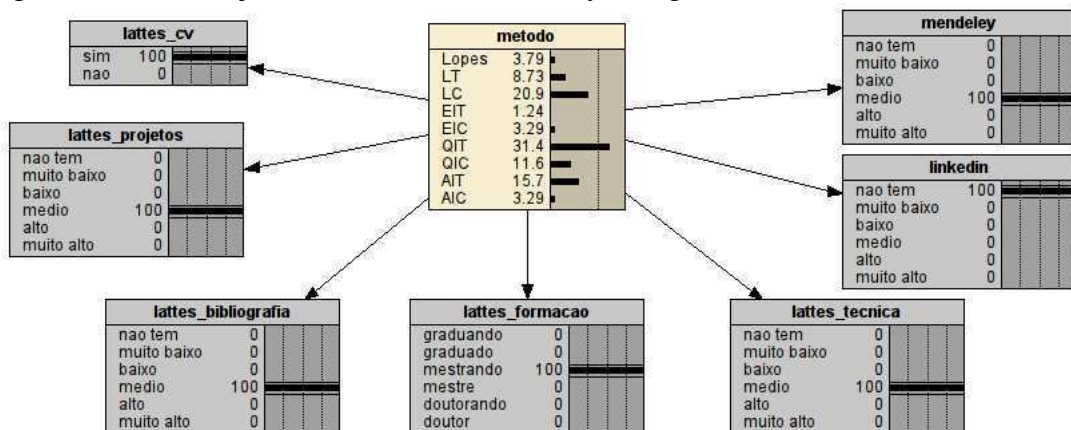 lattes_cv
sim 100
nao 0
metodo
Lopes 3.79
LT 8.73
LC 20.9
EIT 1.24
EIC 3.29
QIT 31.4
QIC 11.6
AIT 15.7
AIC 3.29
mendeley
nao tem 0
muito baixo 0
baixo 0
medio 100
alto 0
muito alto 0
lattes_projetos
nao tem 0
muito baixo 0
baixo 0
medio 100
alto 0
muito alto 0
linkedin
nao tem 100
muito baixo 0
baixo 0
medio 0
alto 0
muito alto 0
lattes_bibliografia
nao tem 0
muito baixo 0
baixo 0
medio 100
alto 0
muito alto 0
lattes_formacao
graduando 0
graduado 0
mestrando 100
mestre 0
doutorando 0
doutor 0
lattes_tecnica
nao tem 0
muito baixo 0
baixo 0
medio 100
alto 0
muito alto 0